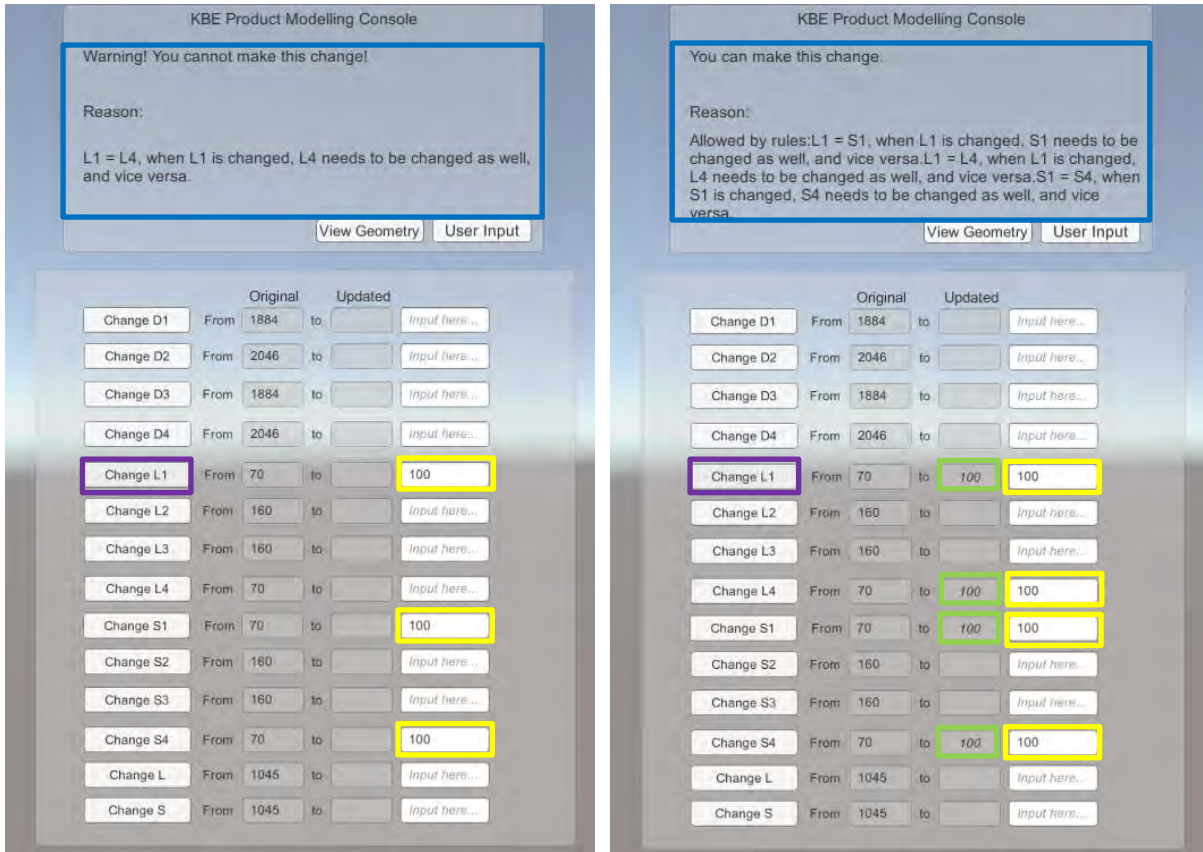 KBE Product Modelling Console
Warning! You cannot make this change!
Reason:
L1 = L4, when L1 is changed, L4 needs to be changed as well,
and vice versa.
View Geometry User Input
Original Updated
Change D1 From 1884 to Input here...
Change D2 From 2046 to Input here...
Change D3 From 1884 to Input here...
Change D4 From 2046 to Input here...
Change L1 From 70 to 100
Change L2 From 160 to Input here...
Change L3 From 160 to Input here...
Change L4 From 70 to Input here...
Change S1 From 70 to 100
Change S2 From 160 to Input here...
Change S3 From 160 to Input here...
Change S4 From 70 to 100
Change L From 1045 to Input here...
Change S From 1045 to Input here...
KBE Product Modelling Console
You can make this change.
Reason:
Allowed by rules:L1 = S1, when L1 is changed, S1 needs to be
changed as well, and vice versa.L1 = L4, when L1 is changed,
L4 needs to be changed as well, and vice versa.S1 = S4, when
S1 is changed, S4 needs to be changed as well, and vice
versa.
View Geometry User Input
Original Updated
Change D1 From 1884 to Input here...
Change D2 From 2046 to Input here...
Change D3 From 1884 to Input here...
Change D4 From 2046 to Input here...
Change L1 From 70 to 100 100
Change L2 From 160 to Input here...
Change L3 From 160 to Input here...
Change L4 From 70 to 100 100
Change S1 From 70 to 100 100
Change S2 From 160 to Input here...
Change S3 From 160 to Input here...
Change S4 From 70 to 100 100
Change L From 1045 to Input here...
Change S From 1045 to Input here...